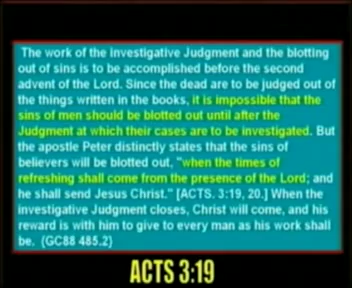 The work of the investigative Judgment and the blotting
out of sins is to be accomplished before the second
advent of the Lord. Since the dead are to be judged out of
the things written in the books, it is impossible that the
sins of men should be blotted out until after the
Judgment at which their cases are to be investigated. But
the apostle Peter distinctly states that the sins of
believers will be blotted out, "when the times of
refreshing shall come from the presence of the Lord; and
he shall send Jesus Christ." [ACTS. 3:19, 20.] When the
investigative Judgment closes, Christ will come, and his
reward is with him to give to every man as his work shall
be. (GC88 485.2)
ACTS 3:19